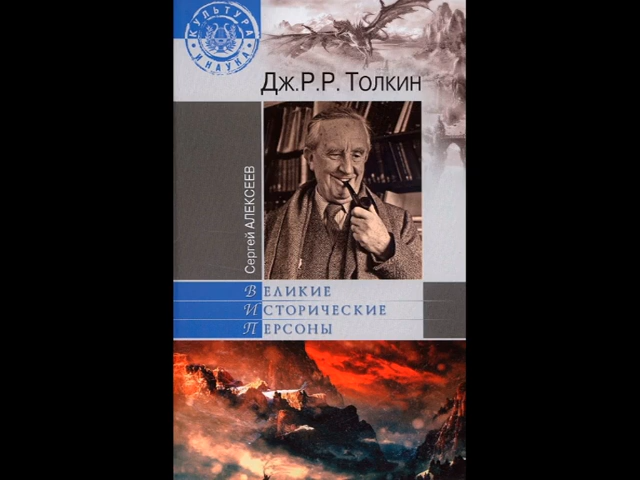 КУЛЬТУРА
И НАУКА
Дж.Р.Р. Толкин
Сергей АЛЕКСЕЕВ
ВЕЛИКИЕ
ИСТОРИЧЕСКИЕ
ПЕРСОНЫ